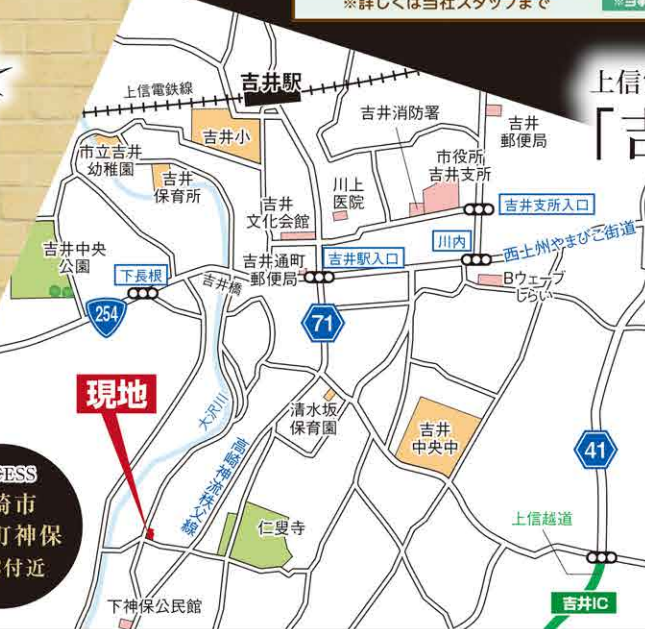 ※詳しくは当社スタッフまで
上信
「吉
上信電鉄線
吉井駅
吉井小
吉井消防署
吉井
郵便局
市役所
吉井支所
市立吉井
幼稚園
吉井
保育所
川上
医院
吉井
文化会館
吉井支所入口
吉井中央
公園
下長根
吉井橋
吉井通町
郵便局
吉井駅入口
川内
西上州やまびこ街道
Bウェーブ
しらい
254
71
現地
大沢川
清水坂
保育園
吉井
中央中
41
高崎神流秩父線
仁叟寺
上信越道
吉井IC
下神保公民館
ESS
崎市
町神保
付近